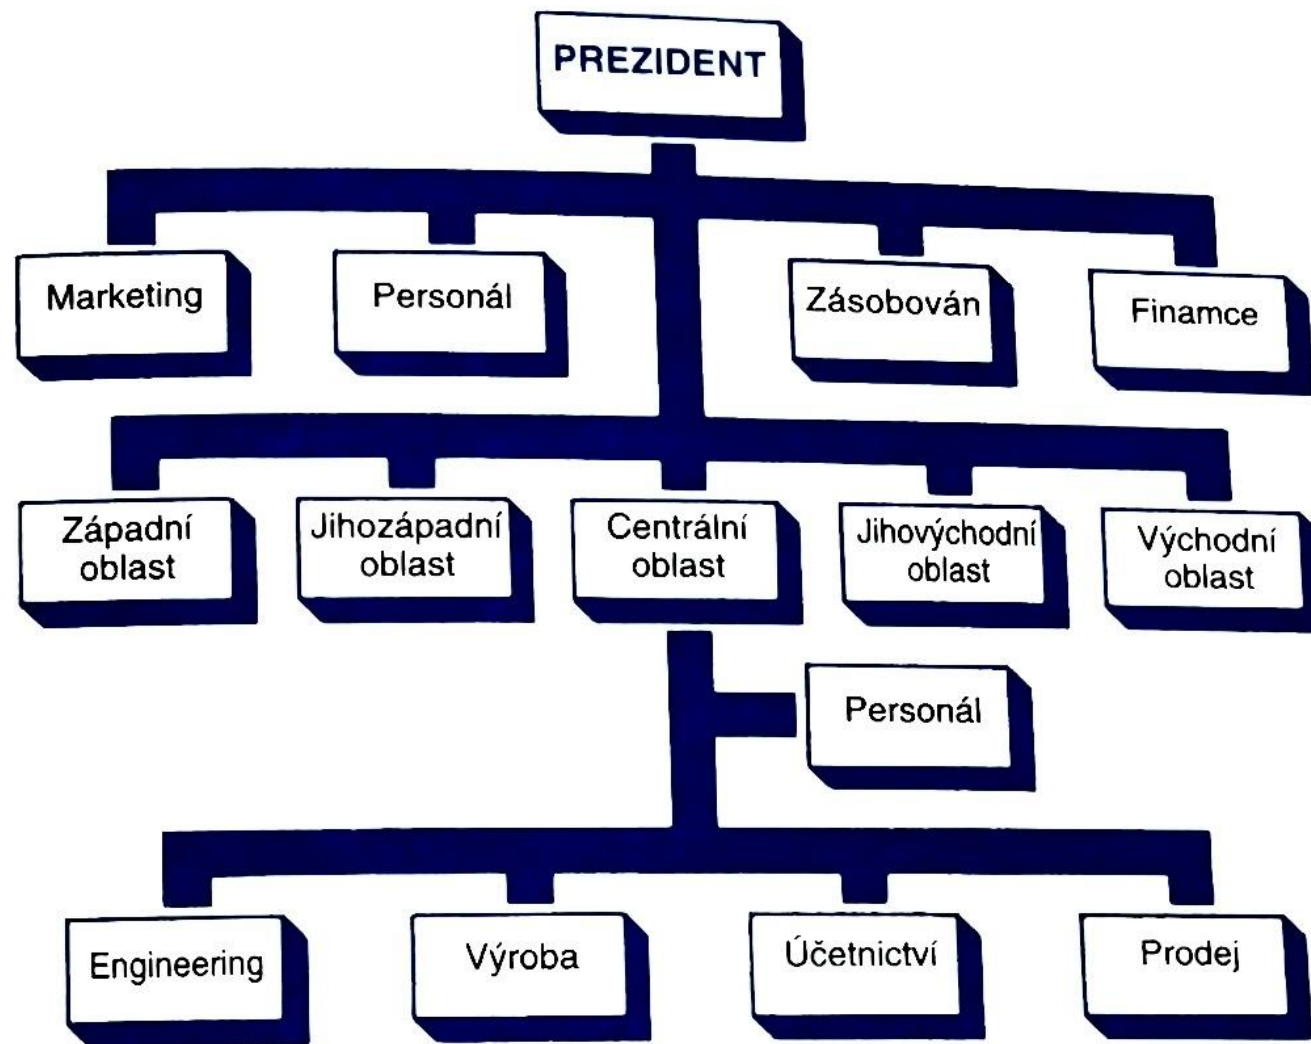 PREZIDENT
Marketing
Personál
Zásobován
Finamce
Západní
oblast
Jihozápadní
oblast
Centrální
oblast
Jihovýchodní
oblast
Východní
oblast
Personál
Engineering
Výroba
Účetnictví
Prodej